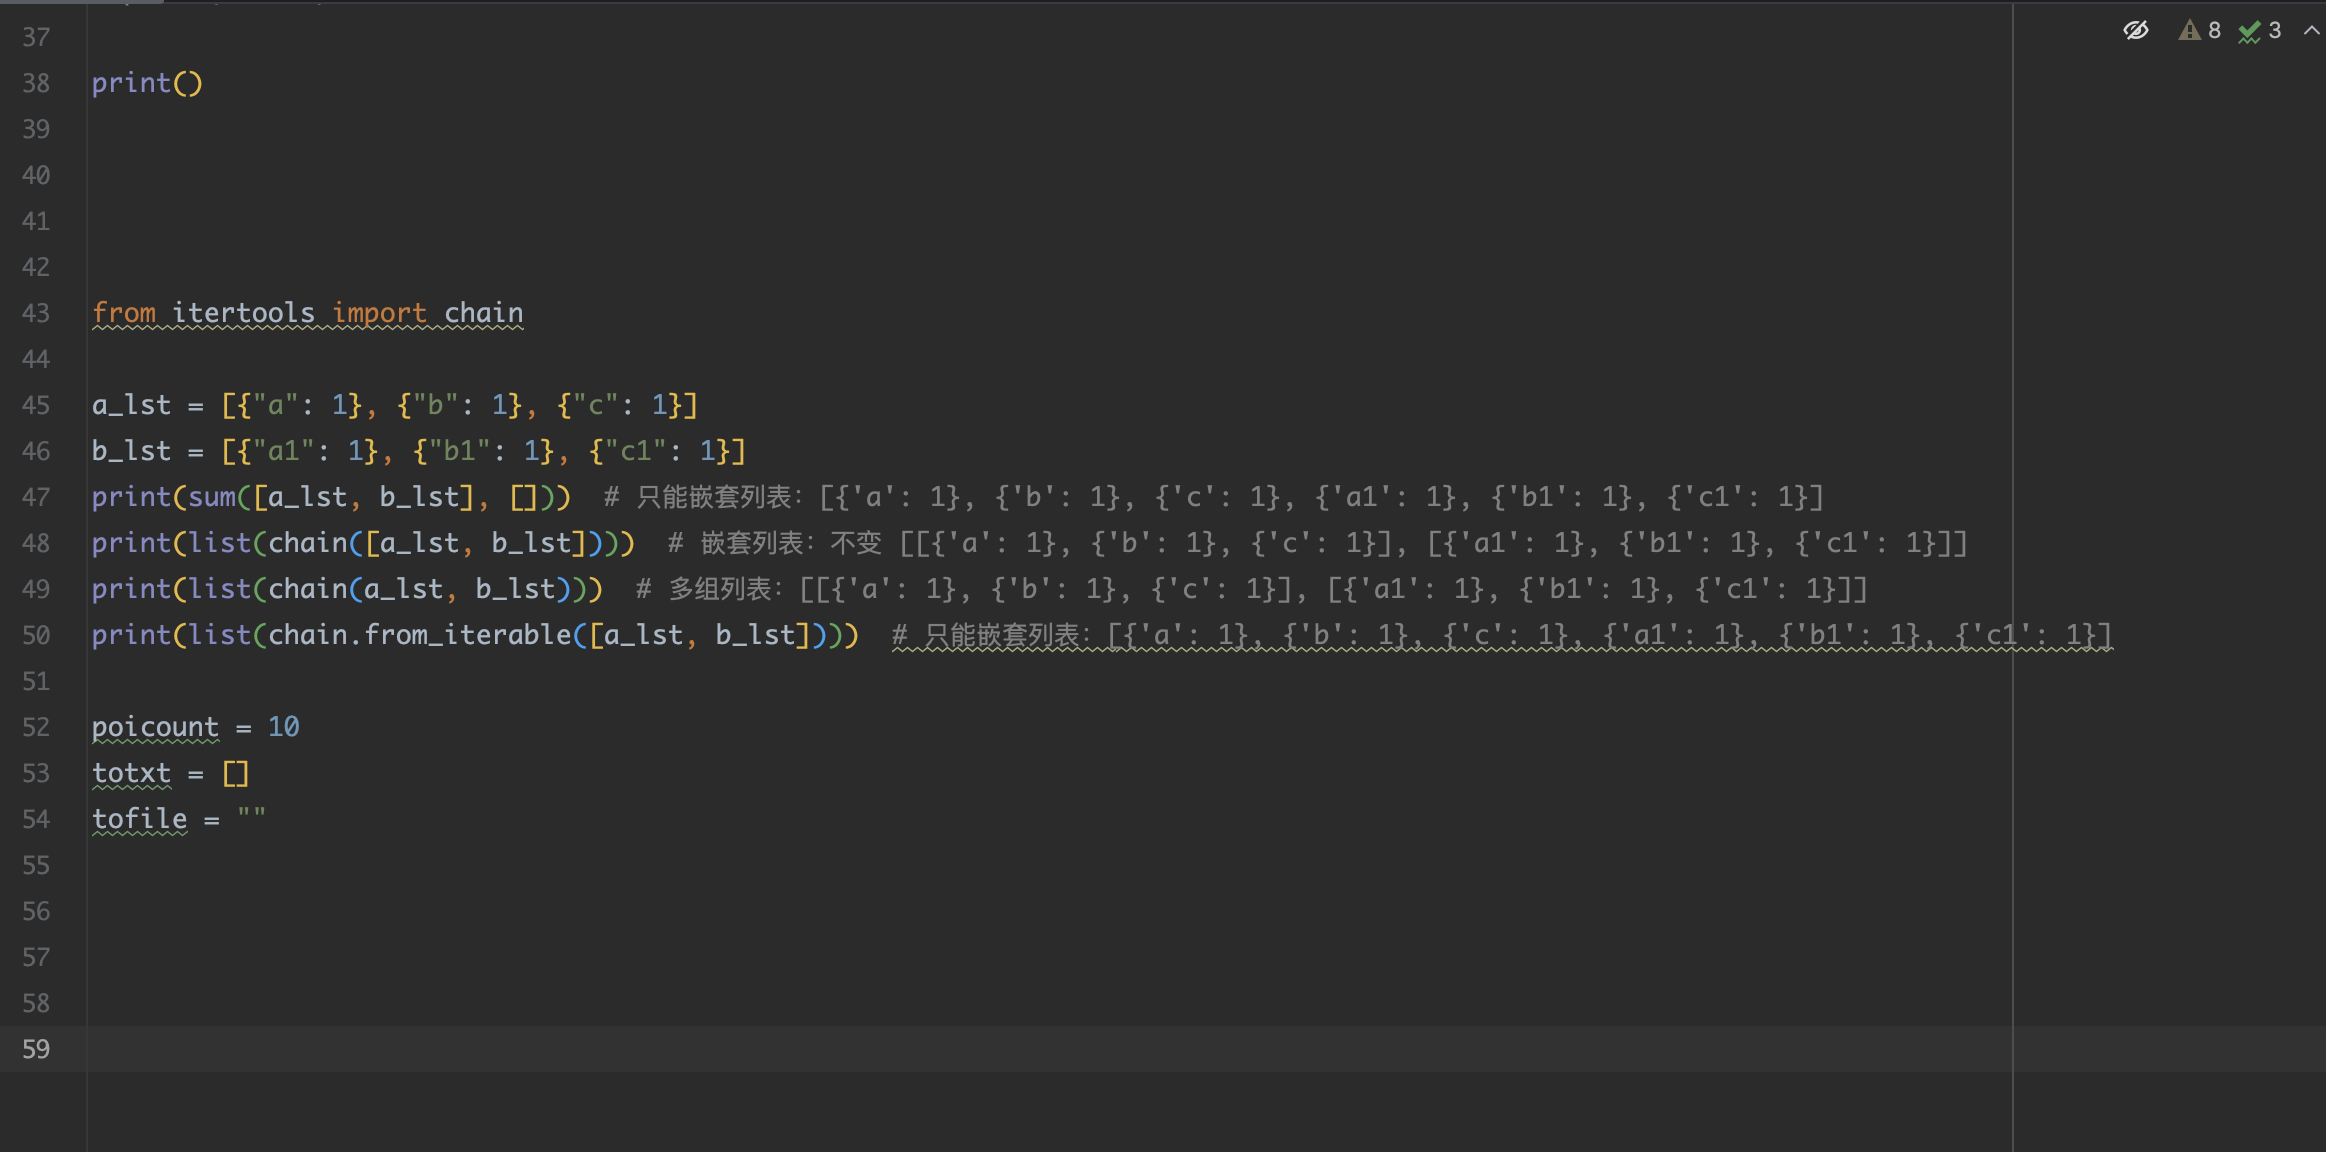 8 3
37
38 print()
39
40
41
42
43 from itertools import chain
44
45 a_lst = [{"a": 1}, {"b": 1}, {"c": 1}]
46 b_lst = [{"a1": 1}, {"b1": 1}, {"c1": 1}]
47 print(sum([a_lst, b_lst], [])) # 只能嵌套列表：[{'a': 1}, {'b': 1}, {'c': 1}, {'a1': 1}, {'b1': 1}, {'c1': 1}]
48 print(list(chain([a_lst, b_lst]))) # 嵌套列表：不变 [[{'a': 1}, {'b': 1}, {'c': 1}], [{'a1': 1}, {'b1': 1}, {'c1': 1}]]
49 print(list(chain(a_lst, b_lst))) # 多组列表：[[{'a': 1}, {'b': 1}, {'c': 1}], [{'a1': 1}, {'b1': 1}, {'c1': 1}]]
50 print(list(chain.from_iterable([a_lst, b_lst]))) # 只能嵌套列表：[{'a': 1}, {'b': 1}, {'c': 1}, {'a1': 1}, {'b1': 1}, {'c1': 1}]
51
52 poicount = 10
53 totxt = []
54 tofile = ""
55
56
57
58
59